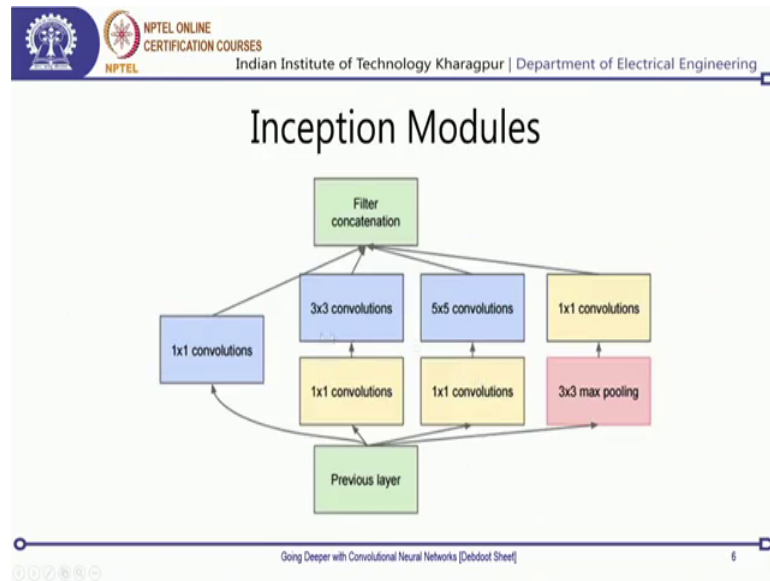 NPTEL ONLINE
CERTIFICATION COURSES
NPTEL
Indian Institute of Technology Kharagpur | Department of Electrical Engineering
Inception Modules
Filter
concatenation
3x3 convolutions
5x5 convolutions
1x1 convolutions
1x1 convolutions
1x1 convolutions
1x1 convolutions
3x3 max pooling
Previous layer
Going Deeper with Convolutional Neural Networks [Debdoot Sheet]
6